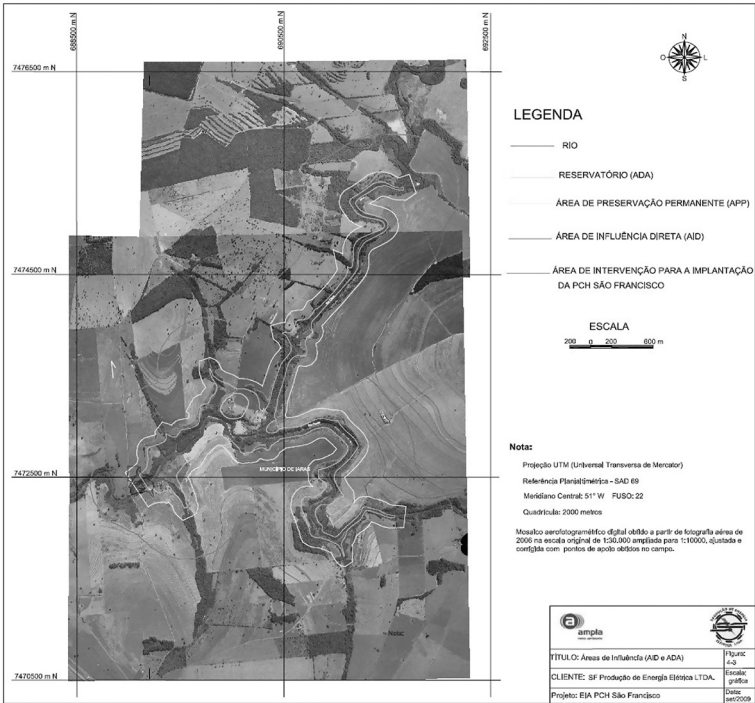 688500 m N
690500 m N
692500 m N
7476500 m N
7474500 m N
7472500 m N
7470500 m N
MUNICÍPIO DE IARAS
N
O
L
S
LEGENDA
RIO
RESERVATÓRIO (ADA)
ÁREA DE PRESERVAÇÃO PERMANENTE (APP)
ÁREA DE INFLUÊNCIA DIRETA (AID)
ÁREA DE INTERVENÇÃO PARA A IMPLANTAÇÃO
DA PCH SÃO FRANCISCO
ESCALA
200 0 200 600 m
Nota:
Projeção UTM (Universal Transversa de Mercator)
Referência Planialtimétrica - SAD 69
Meridiano Central: 51° W FUSO: 22
Quadrícula: 2000 metros
Mosaico aerofotogramétrico digital obtido a partir de fotografia aérea de
2006 na escala original de 1:30.000 ampliada para 1:10000, ajustada e
corrigida com pontos de apoio obtidos no campo.
a
ampla
TÍTULO: Áreas de Influência (AID e ADA)
Figura:
4-3
CLIENTE: SF Produção de Energia Elétrica LTDA.
Escala:
gráfica
Projeto: EIA PCH São Francisco
Data:
set/2009